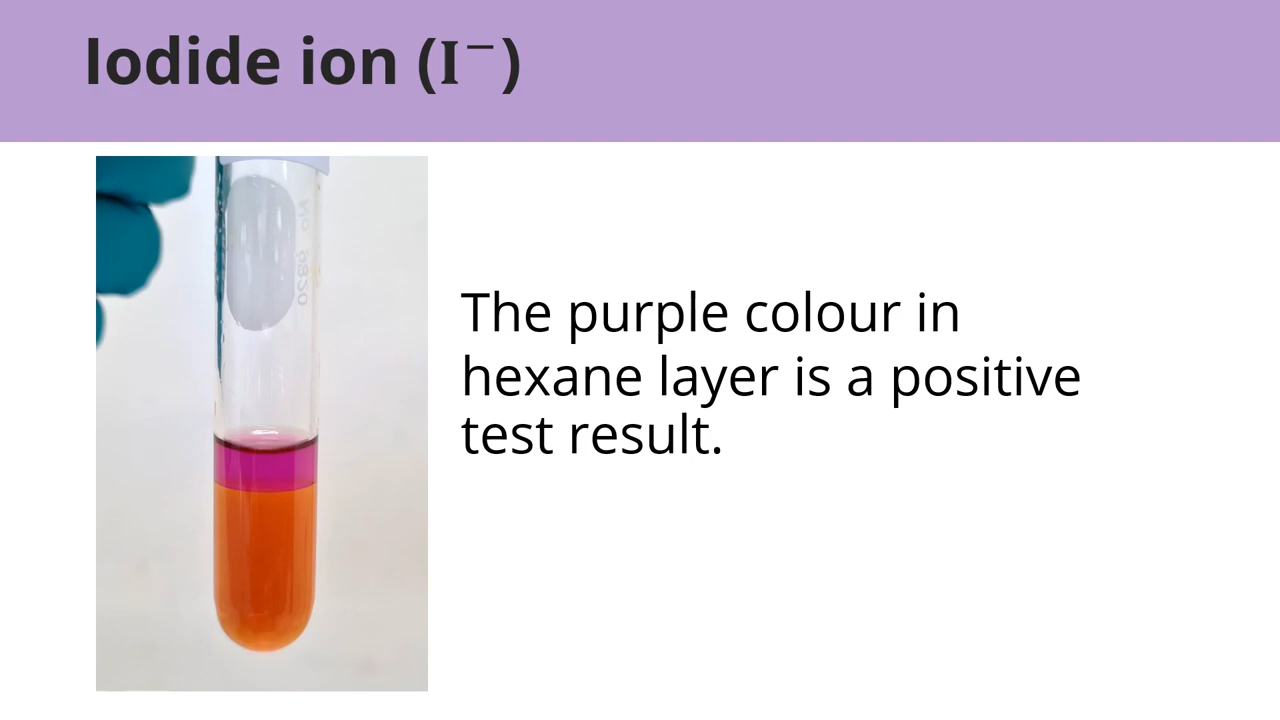 Iodide ion (I⁻)
The purple colour in
hexane layer is a positive
test result.